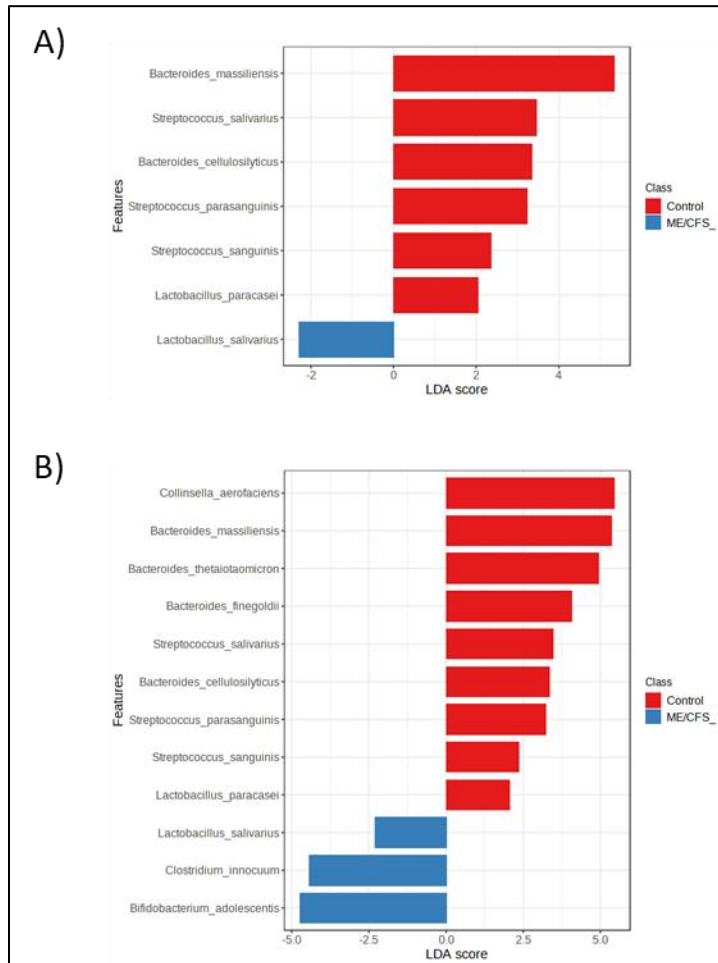 A)
Features
Bacteroides_massiliensis
Streptococcus_salivarius
Bacteroides_cellulosilyticus
Streptococcus_parasanguinis
Streptococcus_sanguinis
Lactobacillus_paracasei
Lactobacillus_salivarius
-2 0 2 4
LDA score
Class
Control
ME/CFS_
B)
Features
Collinsella_aerofaciens
Bacteroides_massiliensis
Bacteroides_thetaiotaomicron
Bacteroides_finegoldii
Streptococcus_salivarius
Bacteroides_cellulosilyticus
Streptococcus_parasanguinis
Streptococcus_sanguinis
Lactobacillus_paracasei
Lactobacillus_salivarius
Clostridium_innocuum
Bifidobacterium_adolescentis
-5.0 -2.5 0.0 2.5 5.0
LDA score
Class
Control
ME/CFS_